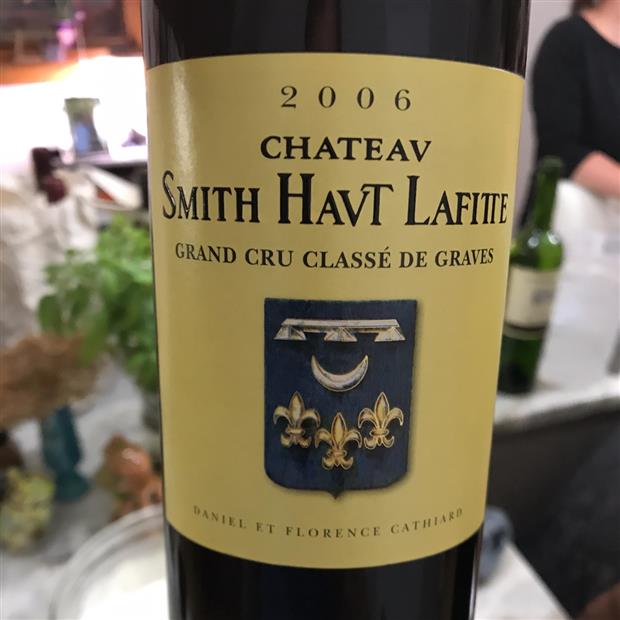 2006
CHATEAV
SMITH HAVT LAFITTE
GRAND CRU CLASSÉ DE GRAVES
DANIEL ET FLORENCE CATHIARD